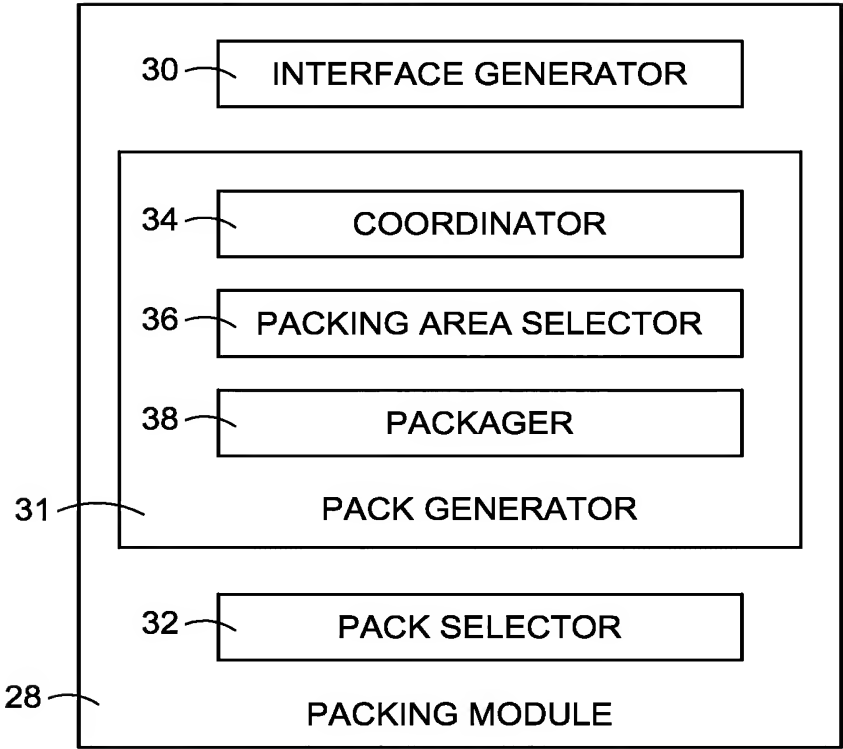 30 INTERFACE GENERATOR
34 COORDINATOR
36 PACKING AREA SELECTOR
38 PACKAGER
31 PACK GENERATOR
32 PACK SELECTOR
28 PACKING MODULE